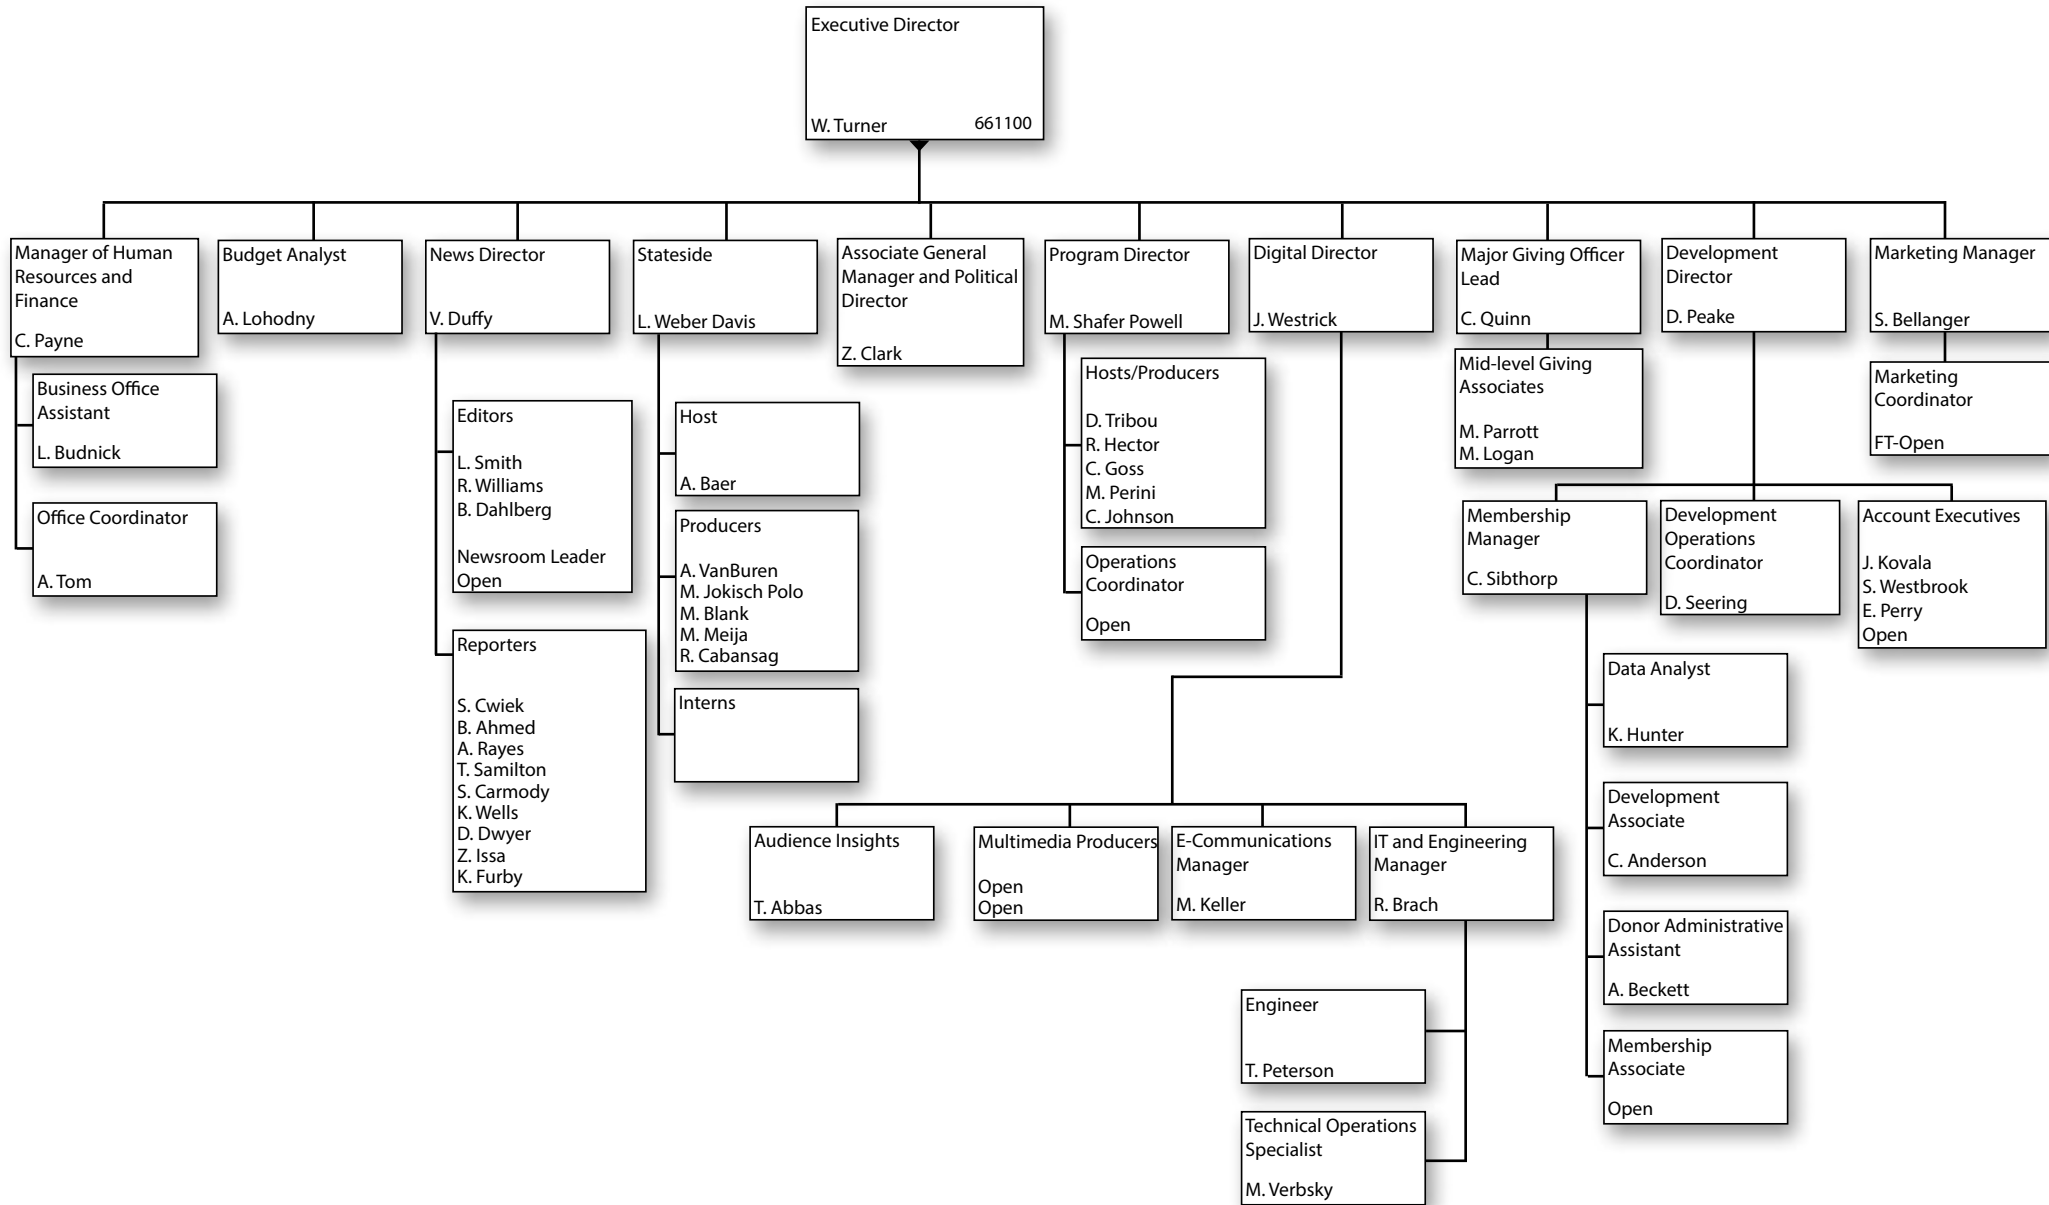 Executive Director
W. Turner 661100
Manager of Human
Resources and
Finance
C. Payne
Business Office
Assistant
L. Budnick
Office Coordinator
A. Tom
Budget Analyst
A. Lohodny
News Director
V. Duffy
Editors
L. Smith
R. Williams
B. Dahlberg
Newsroom Leader
Open
Reporters
S. Cwiek
B. Ahmed
A. Rayes
T. Samilton
S. Carmody
K. Wells
D. Dwyer
Z. Issa
K. Furby
Stateside
L. Weber Davis
Host
A. Baer
Producers
A. VanBuren
M. Jokisch Polo
M. Blank
M. Meija
R. Cabansag
Interns
Associate General
Manager and Political
Director
Z. Clark
Program Director
M. Shafer Powell
Hosts/Producers
D. Tribou
R. Hector
C. Goss
M. Perini
C. Johnson
Operations
Coordinator
Open
Digital Director
J. Westrick
Audience Insights
T. Abbas
Multimedia Producers
Open
Open
E-Communications
Manager
M. Keller
IT and Engineering
Manager
R. Brach
Engineer
T. Peterson
Technical Operations
Specialist
M. Verbsky
Major Giving Officer
Lead
C. Quinn
Mid-level Giving
Associates
M. Parrott
M. Logan
Development
Director
D. Peake
Membership
Manager
C. Sibthorp
Data Analyst
K. Hunter
Development
Associate
C. Anderson
Donor Administrative
Assistant
A. Beckett
Membership
Associate
Open
Development
Operations
Coordinator
D. Seering
Account Executives
J. Kovala
S. Westbrook
E. Perry
Open
Marketing Manager
S. Bellanger
Marketing
Coordinator
FT-Open